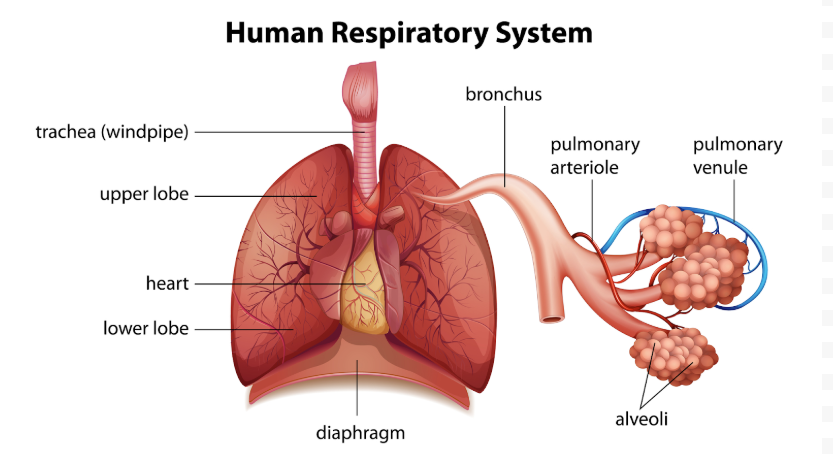 Human Respiratory System
bronchus
trachea (windpipe)
pulmonary
arteriole
pulmonary
venule
upper lobe
heart
lower lobe
alveoli
diaphragm